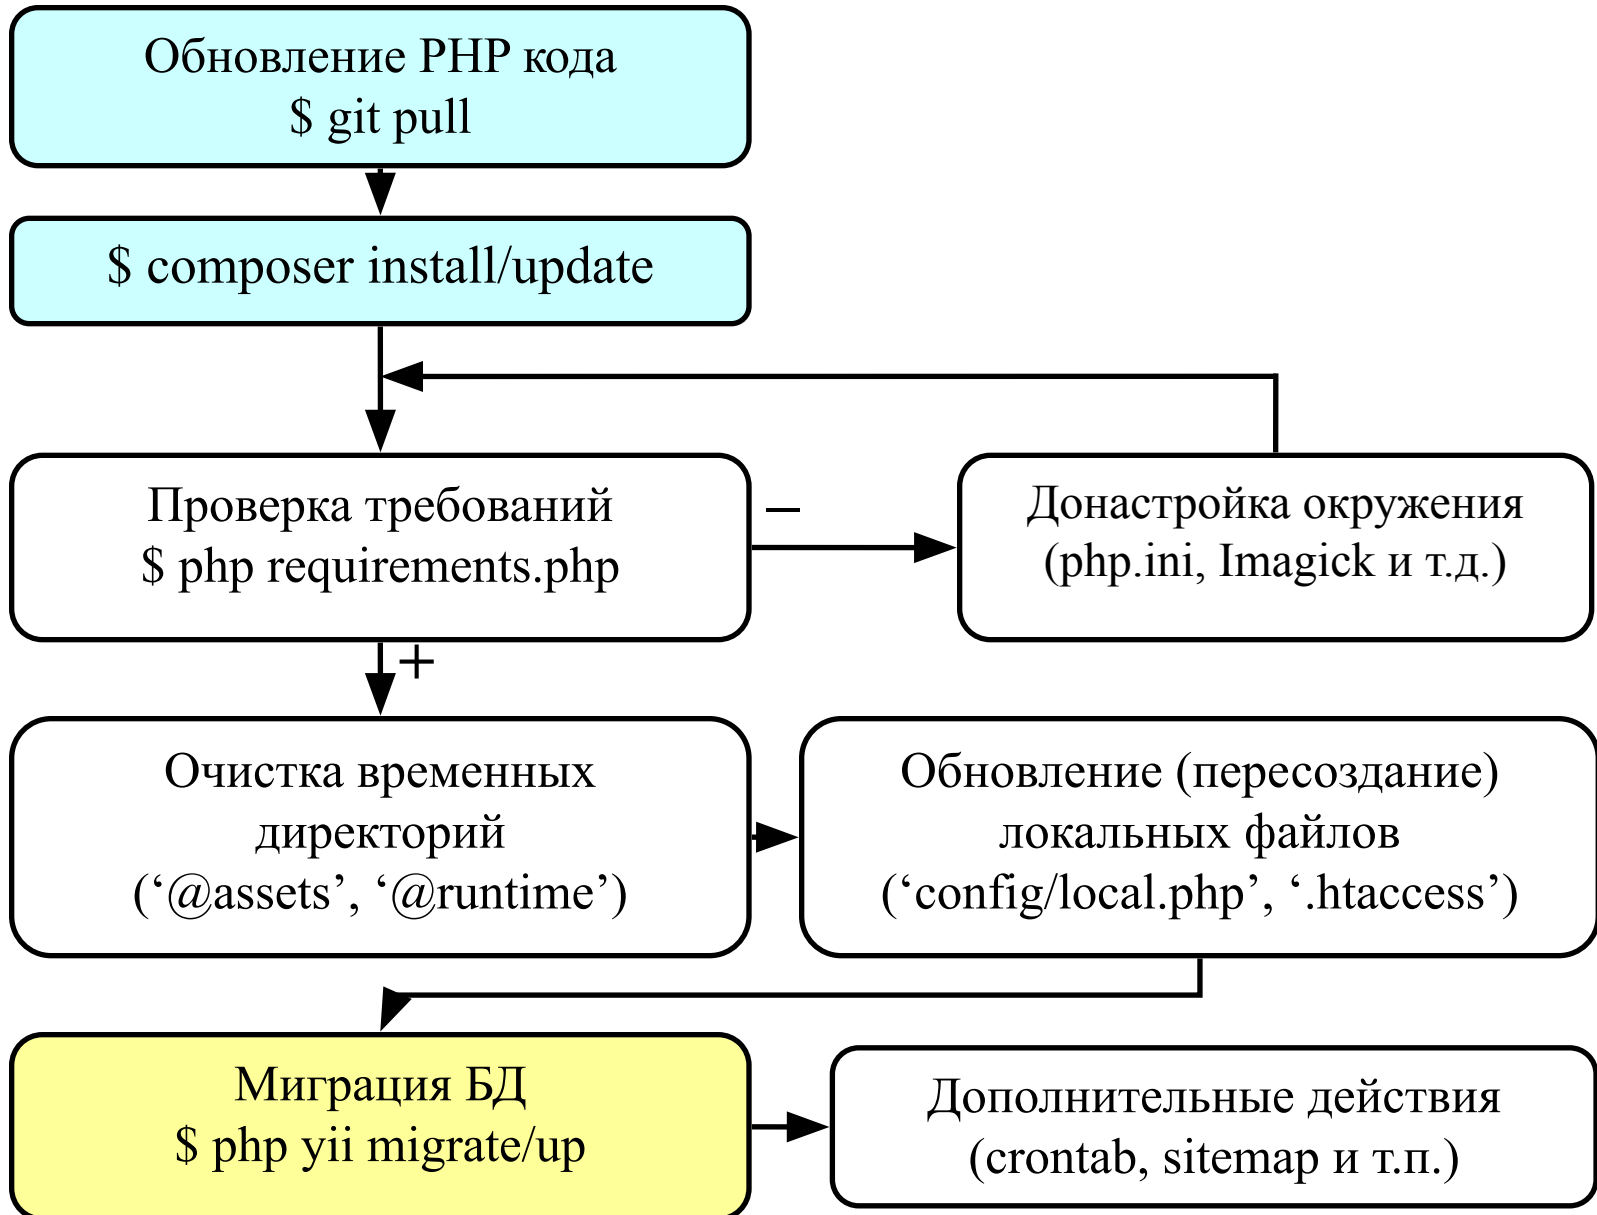 Обновление PHP кода
$ git pull
$ composer install/update
Проверка требований
$ php requirements.php
–
Донастройка окружения
(php.ini, Imagick и т.д.)
+
Очистка временных
директорий
(‘@assets’, ‘@runtime’)
Обновление (пересоздание)
локальных файлов
(‘config/local.php’, ‘.htaccess’)
Миграция БД
$ php yii migrate/up
Дополнительные действия
(crontab, sitemap и т.п.)